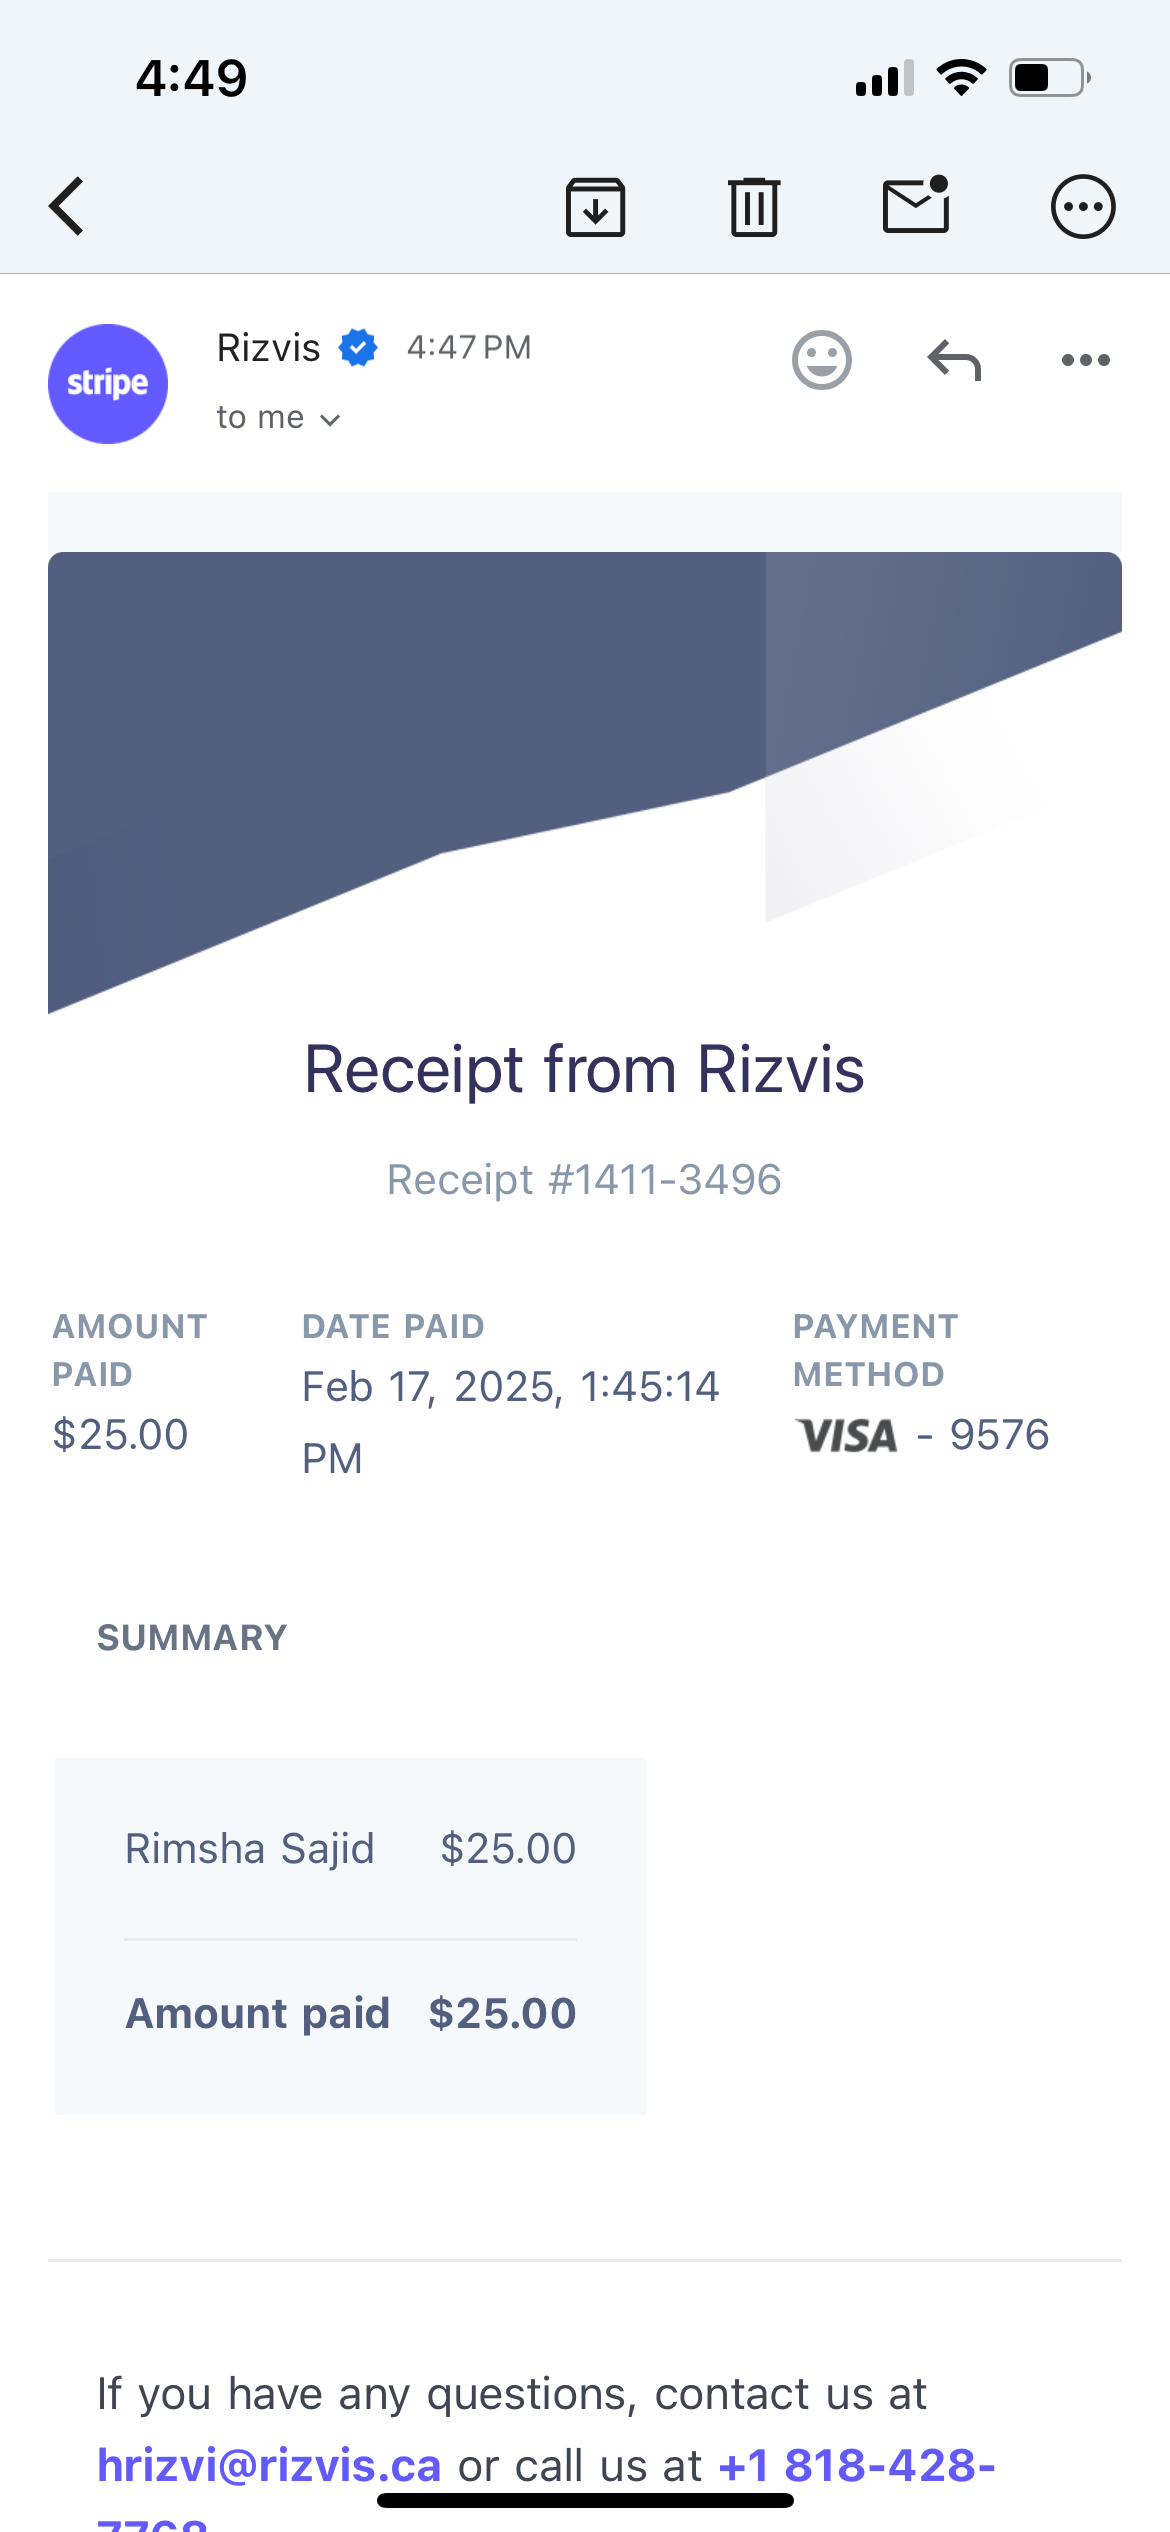 4:49
stripe
Rizvis 4:47 PM
to me
Receipt from Rizvis
Receipt #1411-3496
AMOUNT PAID
$25.00
DATE PAID
Feb 17, 2025, 1:45:14 PM
PAYMENT METHOD
VISA - 9576
SUMMARY
Rimsha Sajid $25.00
Amount paid $25.00
If you have any questions, contact us at
hrizvi@rizvis.ca or call us at +1 818-428-